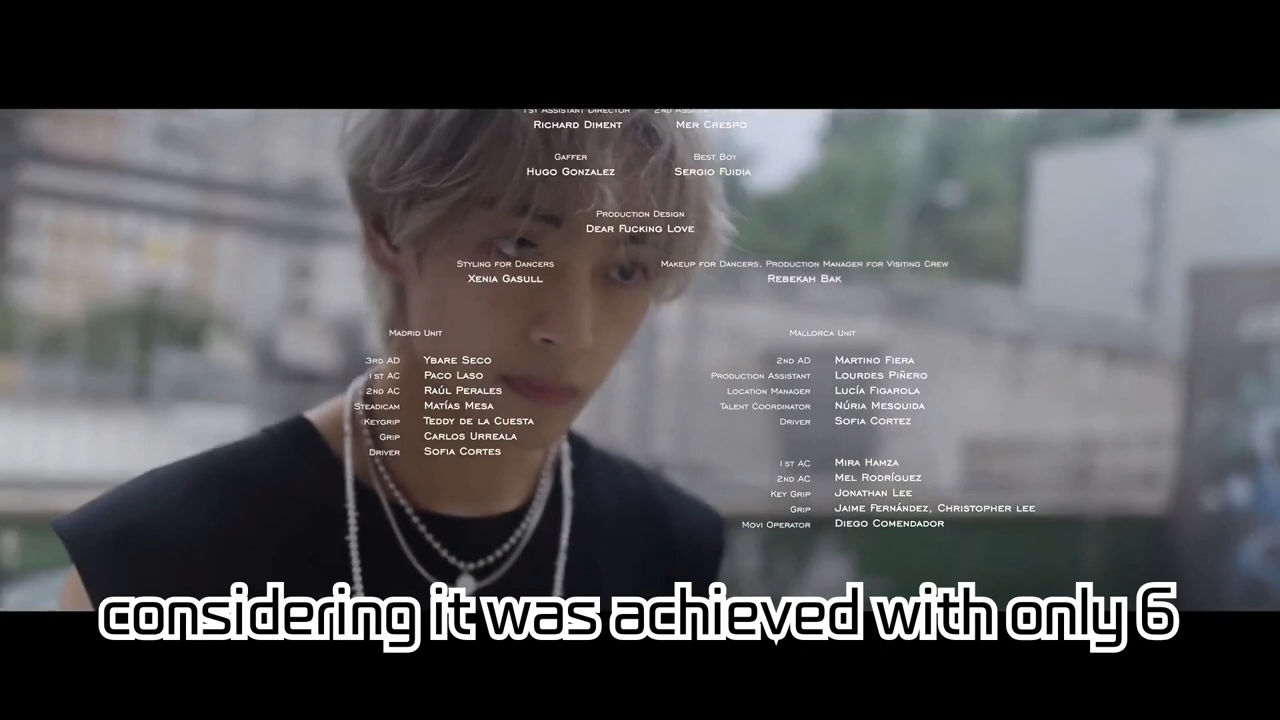 1st Assistant Director
Richard Diment Mer Crespo
Gaffer Best Boy
Hugo Gonzalez Sergio Fuidia
Production Design
Dear Fucking Love
Styling for Dancers Makeup for Dancers, Production Manager for Visiting Crew
Xenia Gasull Rebekah Bak
Madrid Unit
3rd AD Ybare Seco
1st AC Paco Laso
2nd AC Raúl Perales
Steadicam Matías Mesa
Keygrip Teddy de la Cuesta
Grip Carlos Urreala
Driver Sofia Cortes
Mallorca Unit
2nd AD Martino Fiera
Production Assistant Lourdes Piñero
Location Manager Lucía Figarola
Talent Coordinator Núria Mesquida
Driver Sofia Cortez
1st AC Mira Hamza
2nd AC Mel Rodríguez
Key Grip Jonathan Lee
Grip Jaime Fernández, Christopher lee
Movi Operator Diego Comendador
considering it was achieved with only 6